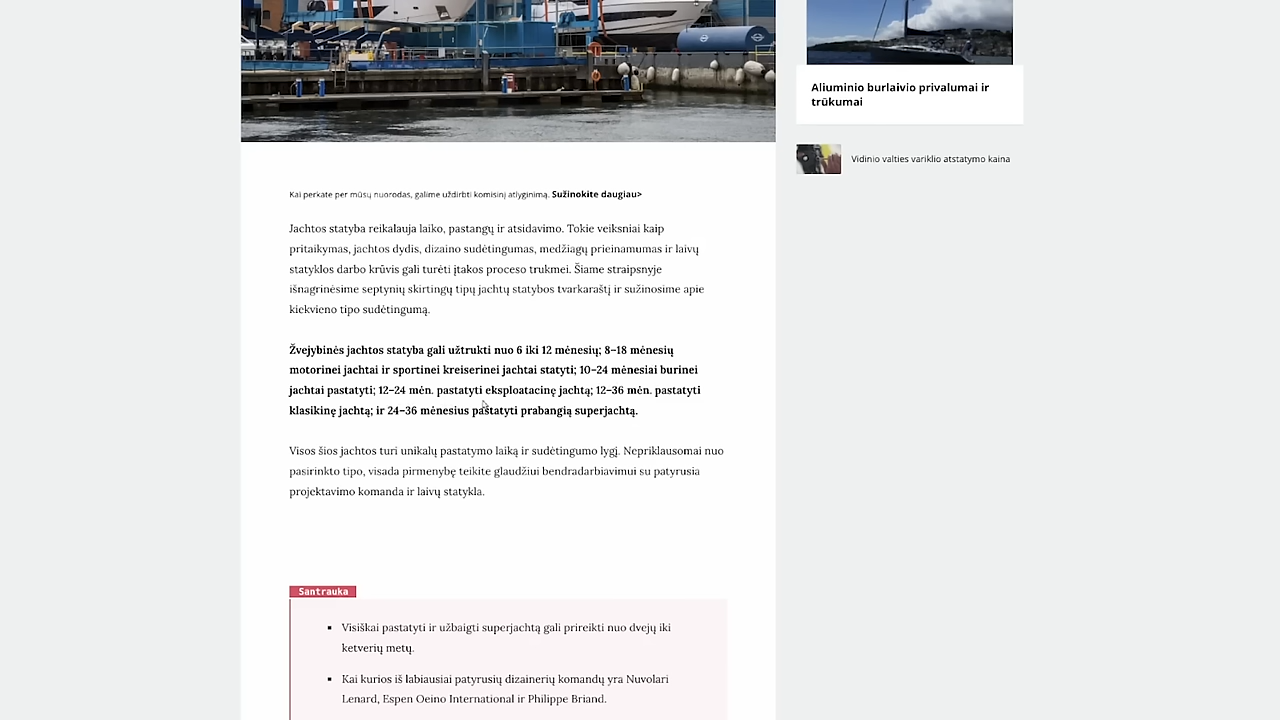 Aliuminio burlaivio privalumai ir
trūkumai
Vidinio valties variklio atstatymo kaina
Kai perkate per mūsų nuorodas, galime uždirbti komisinį atlyginimą. Sužinokite daugiau>
Jachtos statyba reikalauja laiko, pastangų ir atsidavimo. Tokie veiksniai kaip
pritaikymas, jachtos dydis, dizaino sudėtingumas, medžiagų prieinamumas ir laivų
statyklos darbo krūvis gali turėti įtakos proceso trukmei. Šiame straipsnyje
išnagrinėsime septynių skirtingų tipų jachtų statybos tvarkaraštį ir sužinosime apie
kiekvieno tipo sudėtingumą.
Žvejybinės jachtos statyba gali užtrukti nuo 6 iki 12 mėnesių; 8–18 mėnesių
motorinei jachtai ir sportinei kreiserinei jachtai statyti; 10–24 mėnesiai burinei
jachtai pastatyti; 12–24 mėn. pastatyti eksploatacinę jachtą; 12–36 mėn. pastatyti
klasikinę jachtą; ir 24–36 mėnesius pastatyti prabangią superjachtą.
Visos šios jachtos turi unikalų pastatymo laiką ir sudėtingumo lygį. Nepriklausomai nuo
pasirinkto tipo, visada pirmenybę teikite glaudžiui bendradarbiavimui su patyrusia
projektavimo komanda ir laivų statykla.
Santrauka
▪ Visiškai pastatyti ir užbaigti superjachtą gali prireikti nuo dvejų iki
ketverių metų.
▪ Kai kurios iš labiausiai patyrusių dizainerių komandų yra Nuvolari
Lenard, Espen Oeino International ir Philippe Briand.